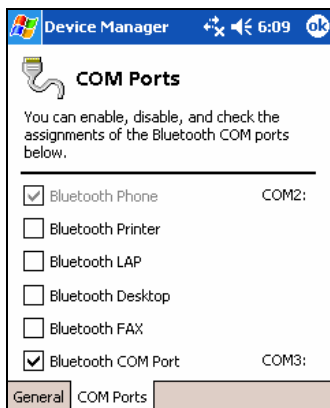 Device Manager 6:09 ok
COM Ports
You can enable, disable, and check the
assignments of the Bluetooth COM ports
below.
Bluetooth Phone COM2:
Bluetooth Printer
Bluetooth LAP
Bluetooth Desktop
Bluetooth FAX
Bluetooth COM Port COM3:
General COM Ports